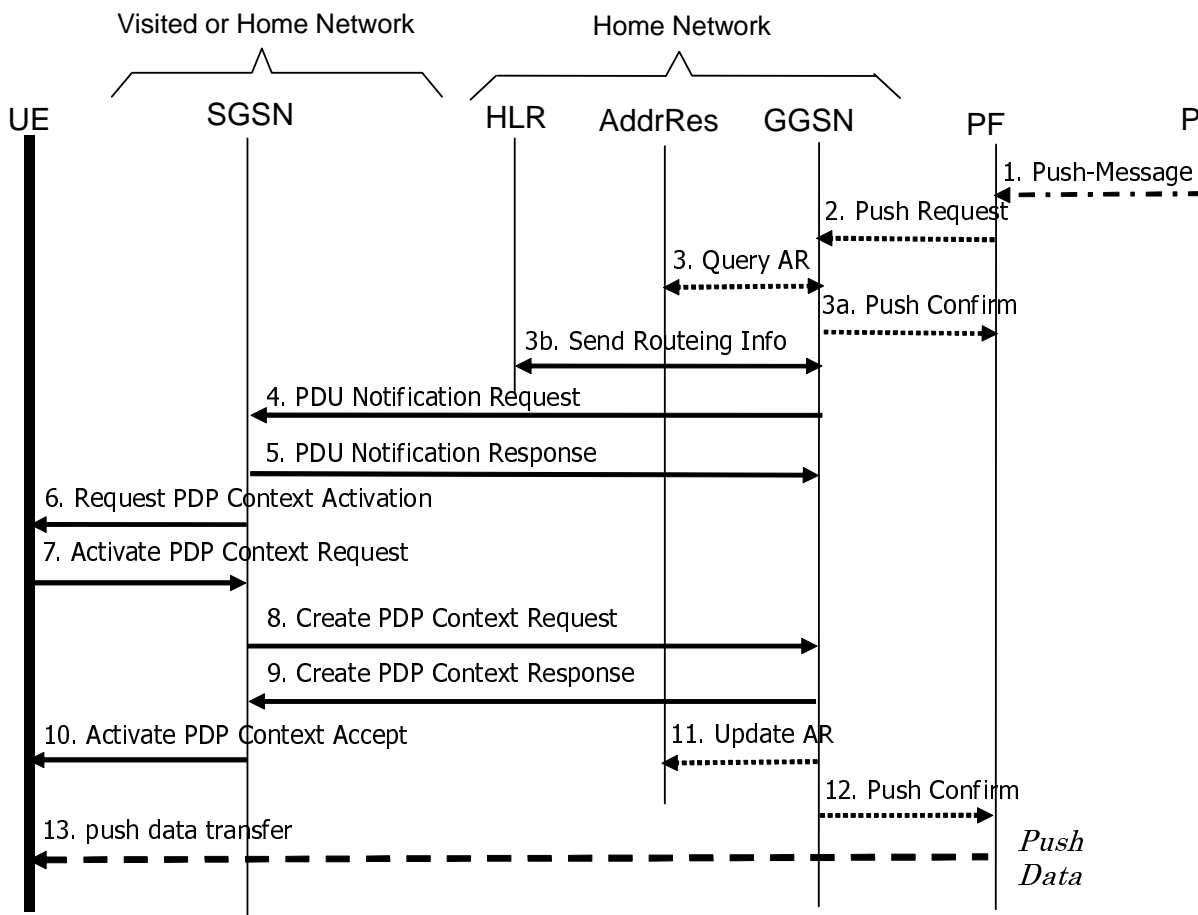 Visited or Home Network
Home Network
UE
SGSN
HLR
AddrRes
GGSN
PF
P
1. Push-Message
2. Push Request
3. Query AR
3a. Push Confirm
3b. Send Routeing Info
4. PDU Notification Request
5. PDU Notification Response
6. Request PDP Context Activation
7. Activate PDP Context Request
8. Create PDP Context Request
9. Create PDP Context Response
10. Activate PDP Context Accept
11. Update AR
12. Push Confirm
13. push data transfer
Push
Data